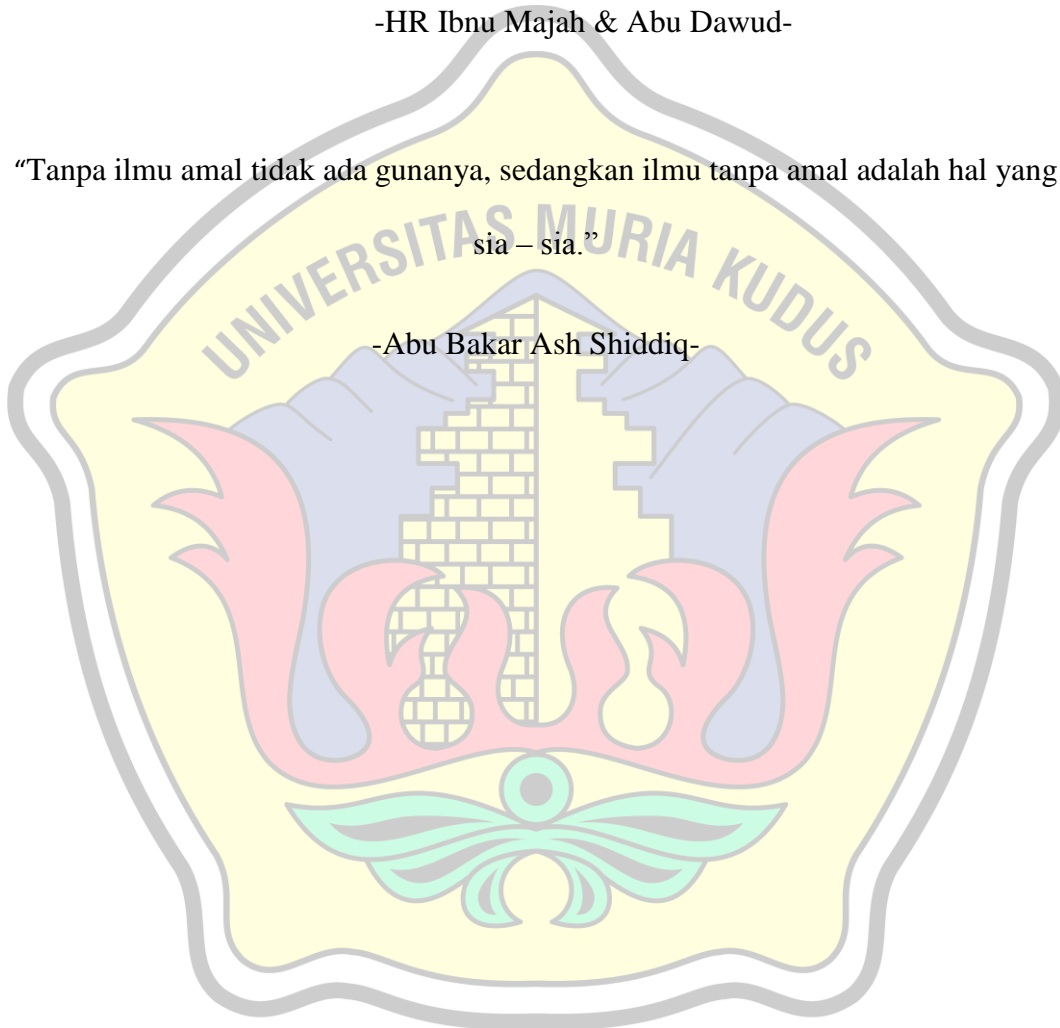 -HR Ibnu Majah & Abu Dawud-
“Tanpa ilmu amal tidak ada gunanya, sedangkan ilmu tanpa amal adalah hal yang
UNIVERSITAS MURIA KUDUS
sia – sia.”
-Abu Bakar Ash Shiddiq-